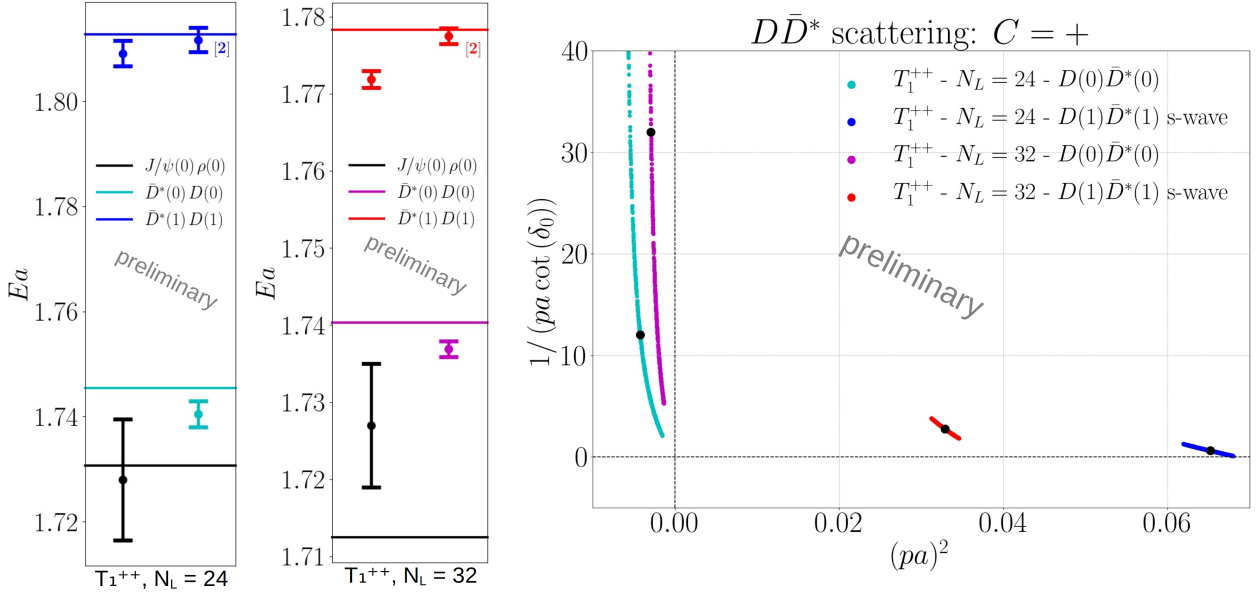 Ea
1.80
1.78
1.76
1.74
1.72
[2]
J/ψ(0) ρ(0)
D̄*(0) D(0)
D̄*(1) D(1)
preliminary
T₁⁺⁺, N_L = 24
Ea
1.78
1.77
1.76
1.75
1.74
1.73
1.72
1.71
[2]
J/ψ(0) ρ(0)
D̄*(0) D(0)
D̄*(1) D(1)
preliminary
T₁⁺⁺, N_L = 32
DD̄* scattering: C = +
1/(pa cot (δ₀))
40
30
20
10
0
T₁⁺⁺ - N_L = 24 - D(0)D̄*(0)
T₁⁺⁺ - N_L = 24 - D(1)D̄*(1) s-wave
T₁⁺⁺ - N_L = 32 - D(0)D̄*(0)
T₁⁺⁺ - N_L = 32 - D(1)D̄*(1) s-wave
preliminary
0.00 0.02 0.04 0.06
(pa)²